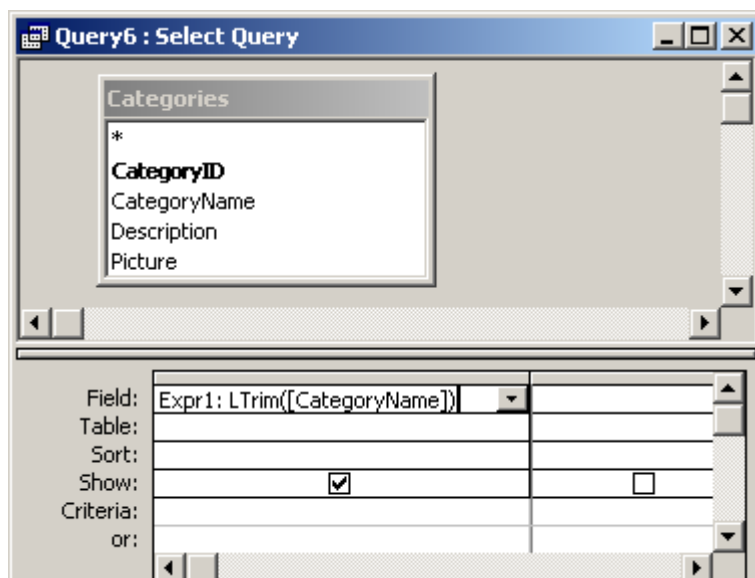 Query6 : Select Query
Categories
*
CategoryID
CategoryName
Description
Picture
Field: Expr1: LTrim([CategoryName])
Table:
Sort:
Show:
Criteria:
or: